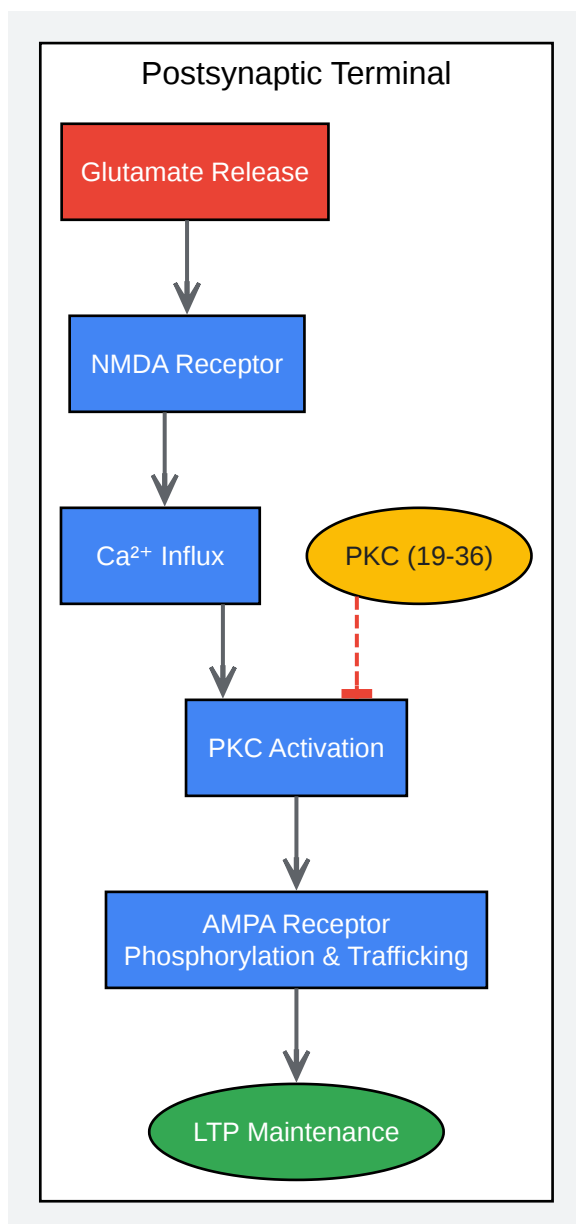 Postsynaptic Terminal
Glutamate Release
NMDA Receptor
Ca²⁺ Influx
PKC (19-36)
PKC Activation
AMPA Receptor
Phosphorylation & Trafficking
LTP Maintenance